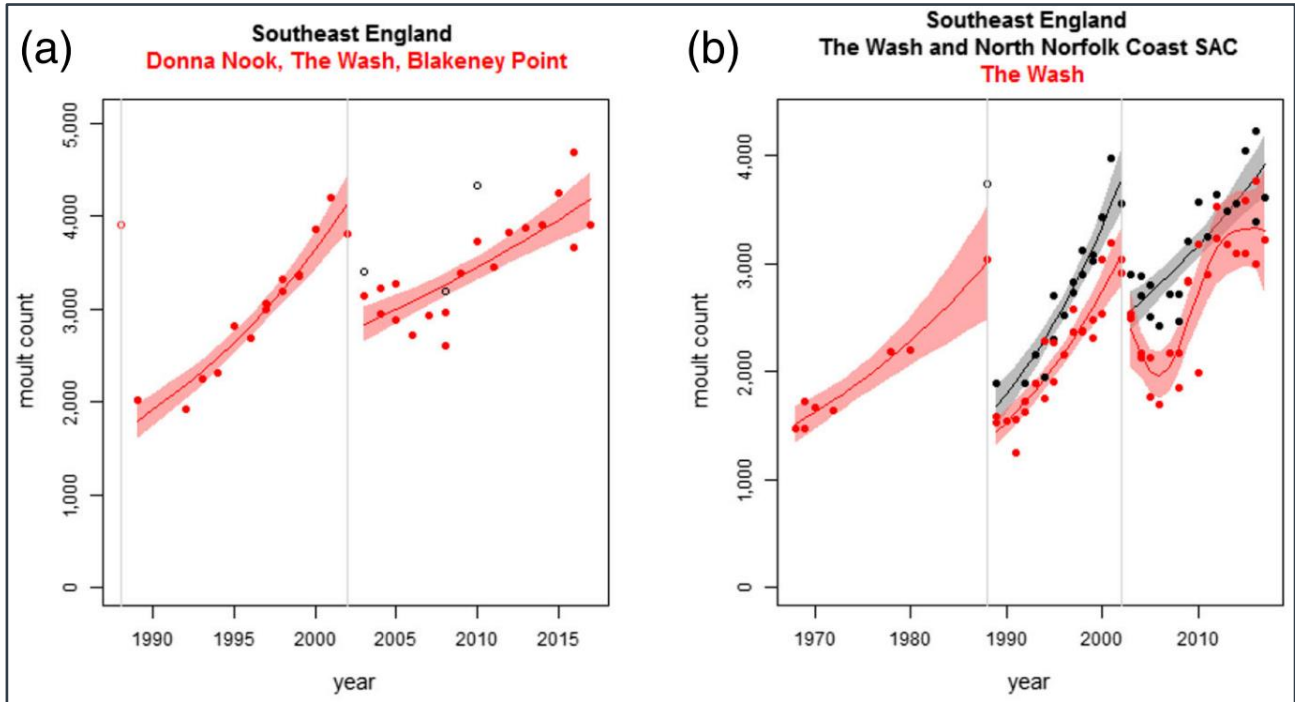 (a)
Southeast England
Donna Nook, The Wash, Blakeney Point
5,000
4,000
3,000
2,000
1,000
0
moult count
1990 1995 2000 2005 2010 2015
year
(b)
Southeast England
The Wash and North Norfolk Coast SAC
The Wash
4,000
3,000
2,000
1,000
0
moult count
1970 1980 1990 2000 2010
year